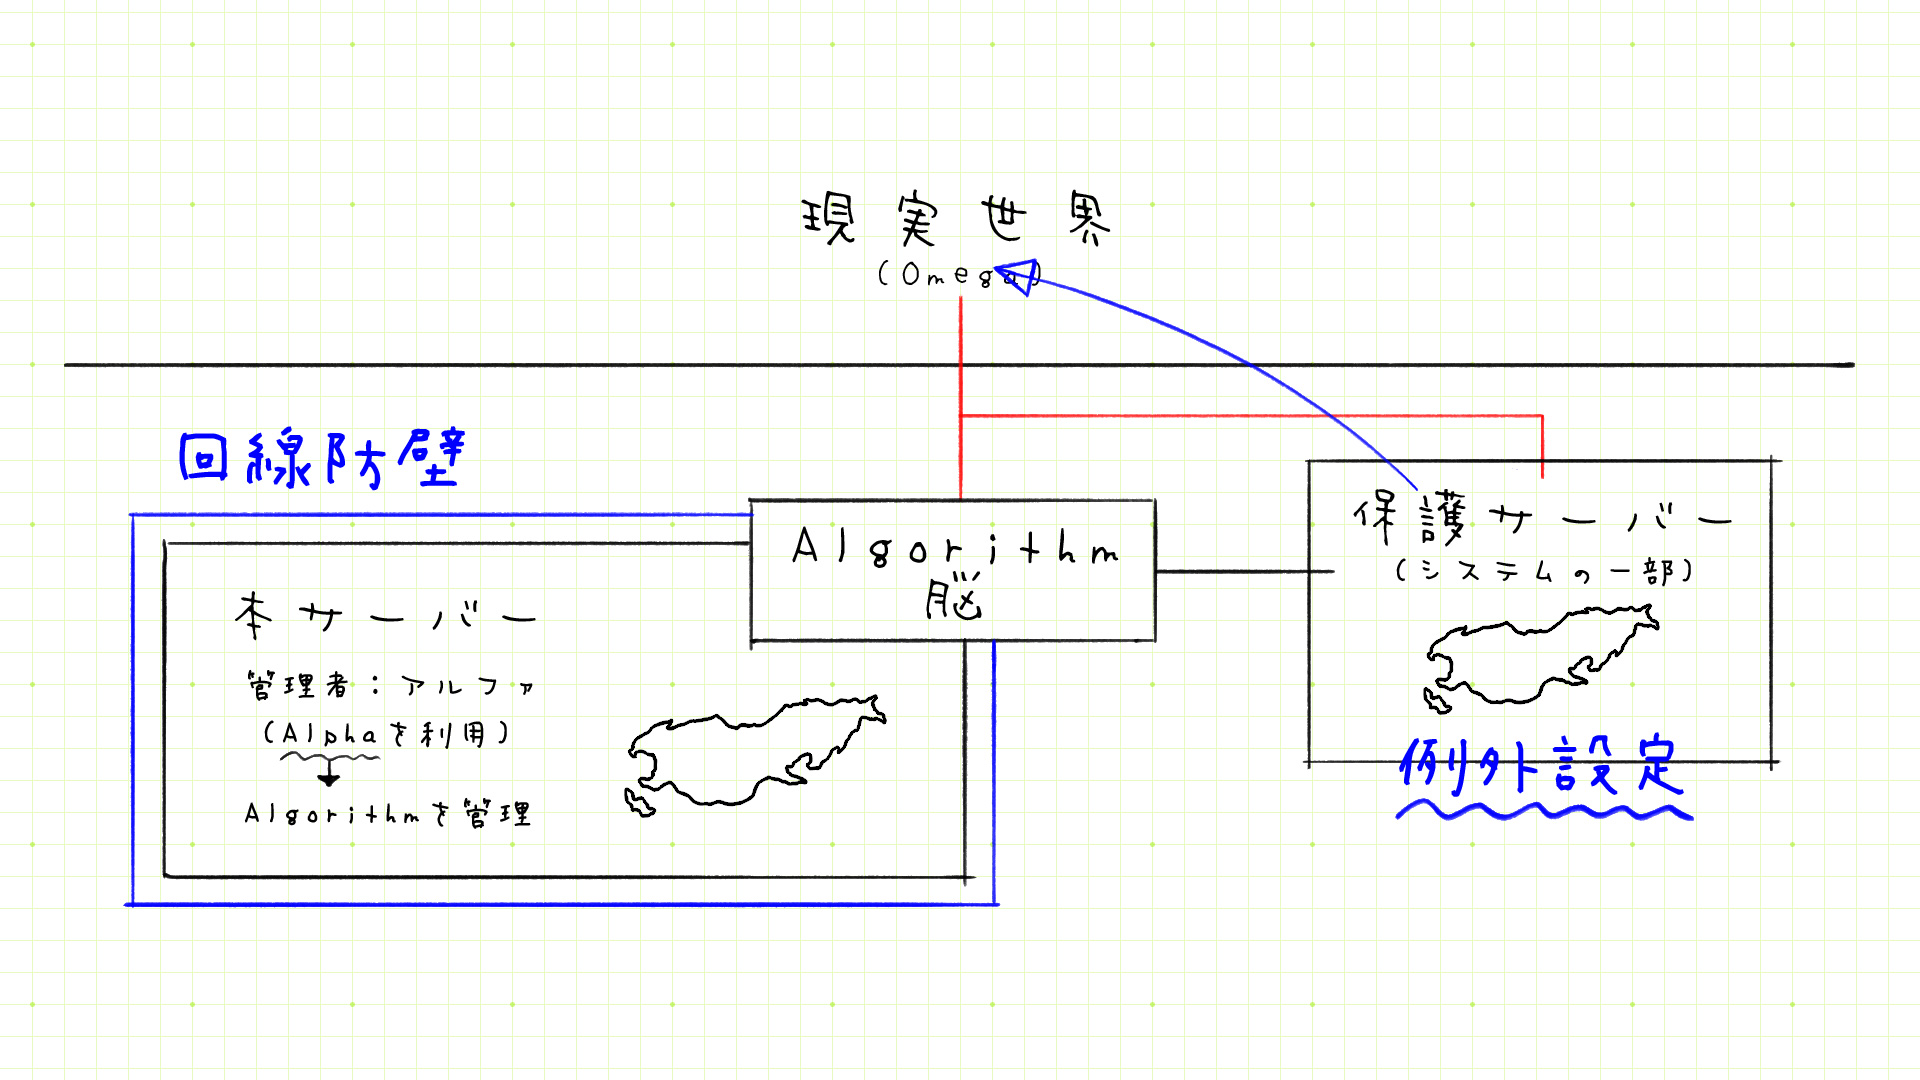 現実世界
(Omega)
回線防壁
Algorithm
脳
本サーバー
管理者:アルファ
(Alphaを利用)
Algorithmを管理
保護サーバー
(システムの一部)
例外設定